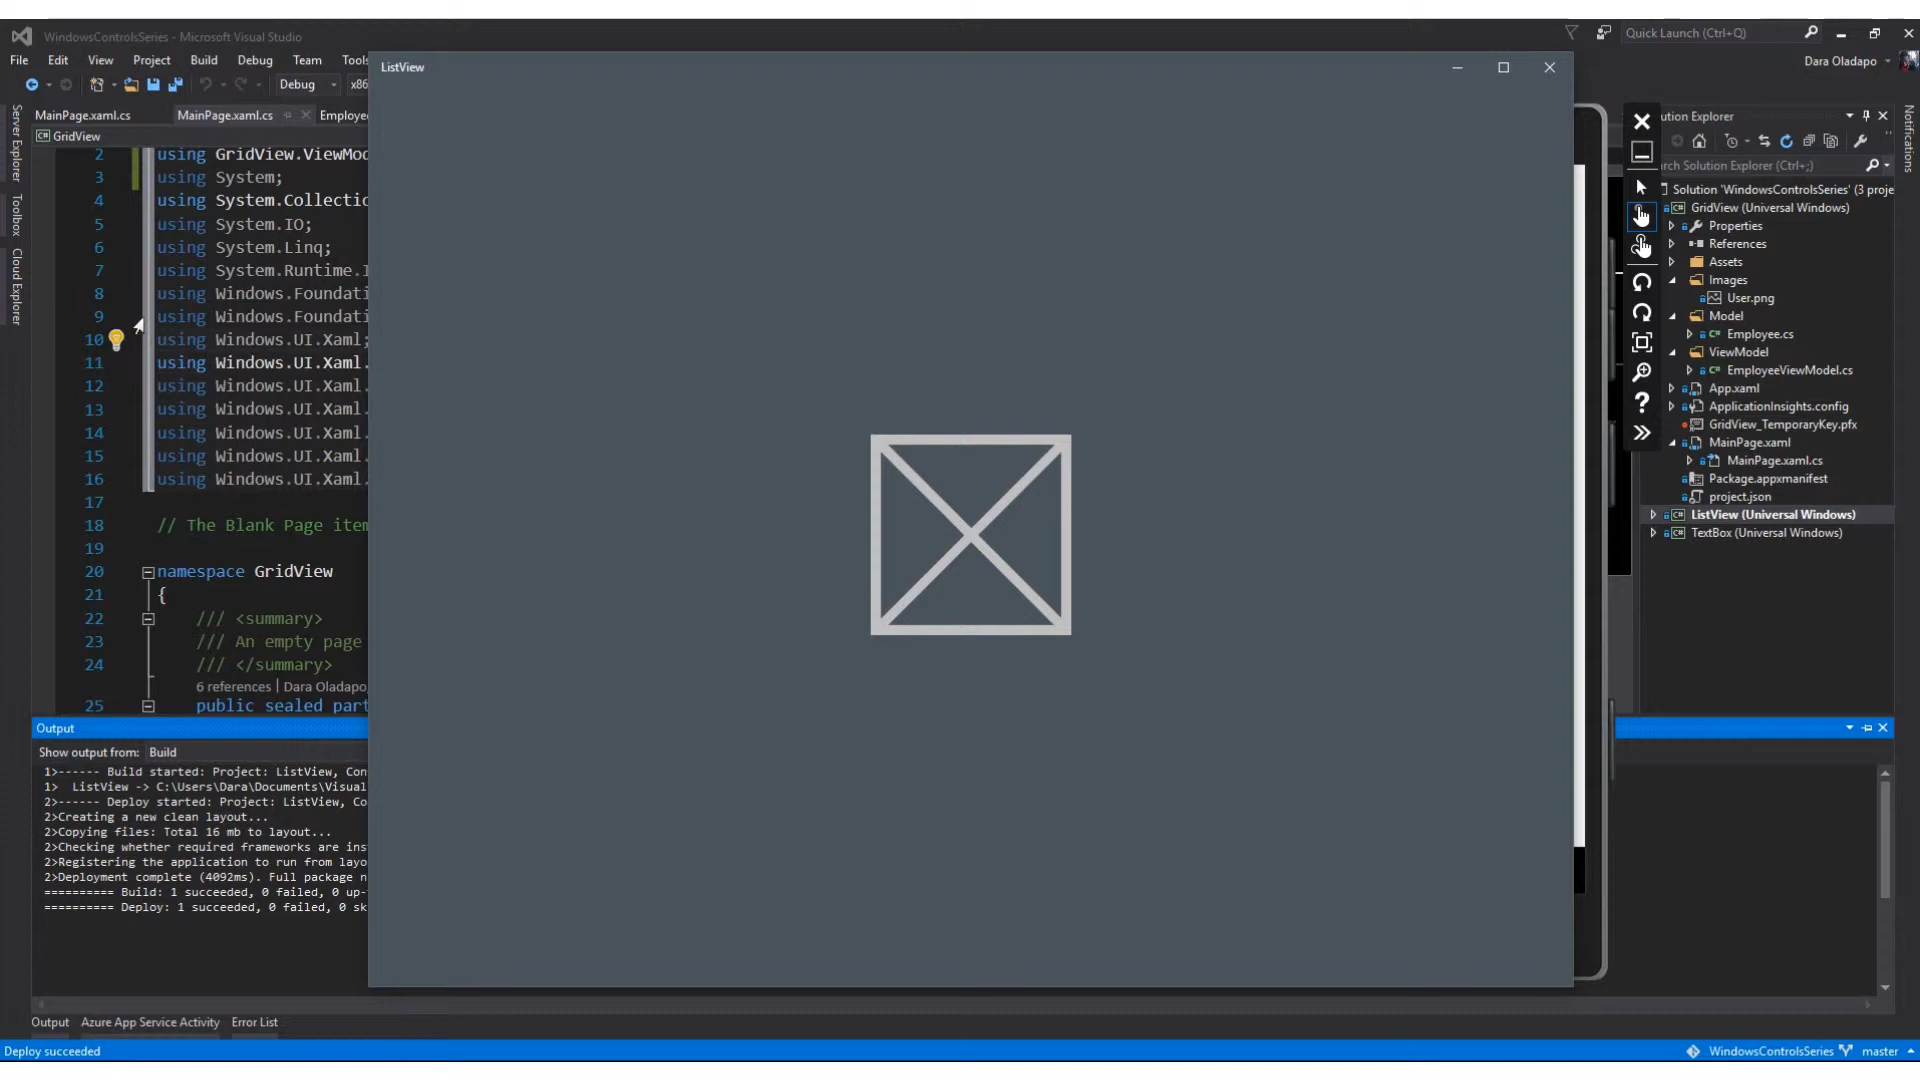 WindowsControlsSeries - Microsoft Visual Studio
Quick Launch (Ctrl+Q)
File Edit View Project Build Debug Team Tools
Dara Oladapo
Debug x86
ListView
MainPage.xaml.cs MainPage.xaml.cs Employee
GridView
Server Explorer
Toolbox
Cloud Explorer
2 using GridView.ViewMod
3 using System;
4 using System.Collectio
5 using System.IO;
6 using System.Linq;
7 using System.Runtime.I
8 using Windows.Foundati
9 using Windows.Foundati
10 using Windows.UI.Xaml;
11 using Windows.UI.Xaml.
12 using Windows.UI.Xaml.
13 using Windows.UI.Xaml.
14 using Windows.UI.Xaml.
15 using Windows.UI.Xaml.
16 using Windows.UI.Xaml.
17
18 // The Blank Page item
19
20 namespace GridView
21 {
22 /// <summary>
23 /// An empty page
24 /// </summary>
6 references | Dara Oladapo,
25 public sealed part
Output
Show output from: Build
1>------ Build started: Project: ListView, Con
1> ListView -> C:\Users\Dara\Documents\Visual
2>------ Deploy started: Project: ListView, Co
2>Creating a new clean layout...
2>Copying files: Total 16 mb to layout...
2>Checking whether required frameworks are ins
2>Registering the application to run from layo
2>Deployment complete (4092ms). Full package n
========== Build: 1 succeeded, 0 failed, 0 up-
========== Deploy: 1 succeeded, 0 failed, 0 sk
Output Azure App Service Activity Error List
Deploy succeeded
WindowsControlsSeries master
ution Explorer
rch Solution Explorer (Ctrl+;)
Solution 'WindowsControlsSeries' (3 proje
GridView (Universal Windows)
Properties
References
Assets
Images
User.png
Model
C# Employee.cs
ViewModel
C# EmployeeViewModel.cs
App.xaml
ApplicationInsights.config
GridView_TemporaryKey.pfx
MainPage.xaml
MainPage.xaml.cs
Package.appxmanifest
project.json
ListView (Universal Windows)
TextBox (Universal Windows)
Notifications